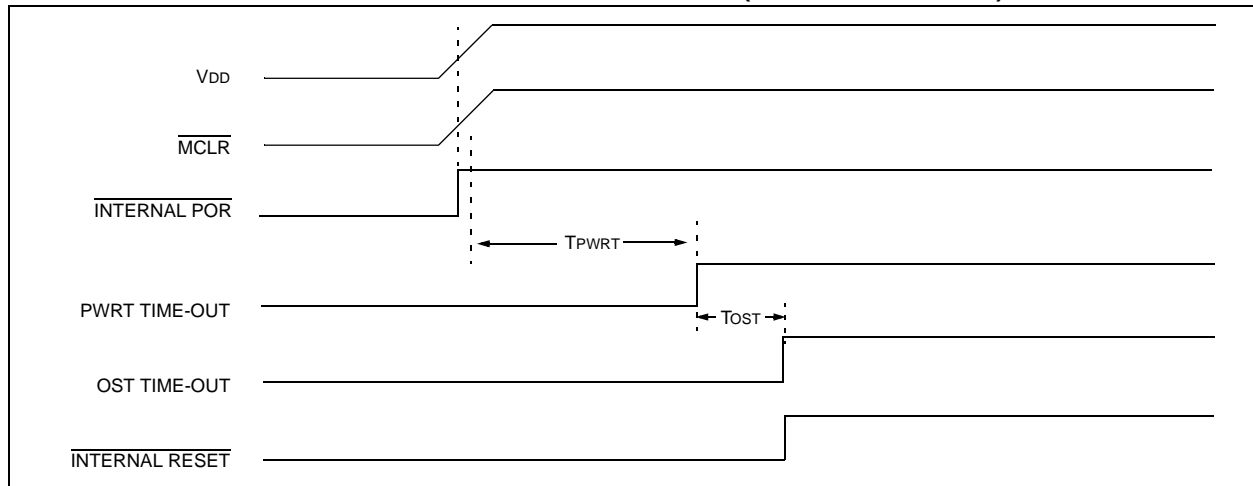 VDD
MCLR
INTERNAL POR
TPWRT
PWRT TIME-OUT
TOST
OST TIME-OUT
INTERNAL RESET